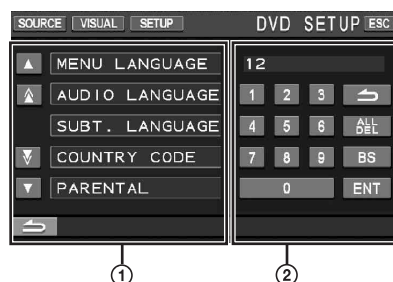 SOURCE VISUAL SETUP DVD SETUP ESC
MENU LANGUAGE
AUDIO LANGUAGE
SUBT. LANGUAGE
COUNTRY CODE
PARENTAL
12
1 2 3
4 5 6 ALL DEL
7 8 9 BS
0 ENT
① ②